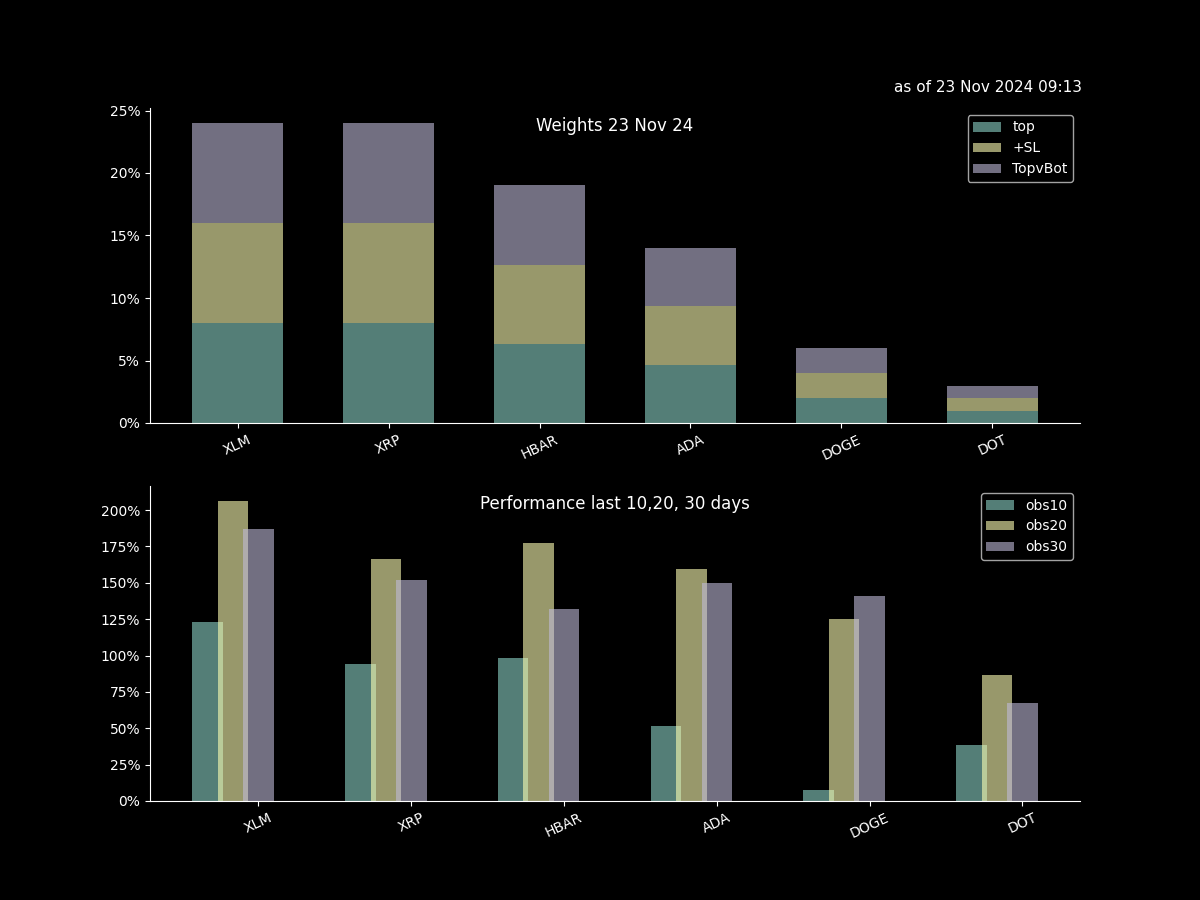 as of 23 Nov 2024 09:13
Weights 23 Nov 24
25%
20%
15%
10%
5%
0%
top
+SL
TopvBot
XLM XRP HBAR ADA DOGE DOT
Performance last 10,20, 30 days
200%
175%
150%
125%
100%
75%
50%
25%
0%
obs10
obs20
obs30
XLM XRP HBAR ADA DOGE DOT